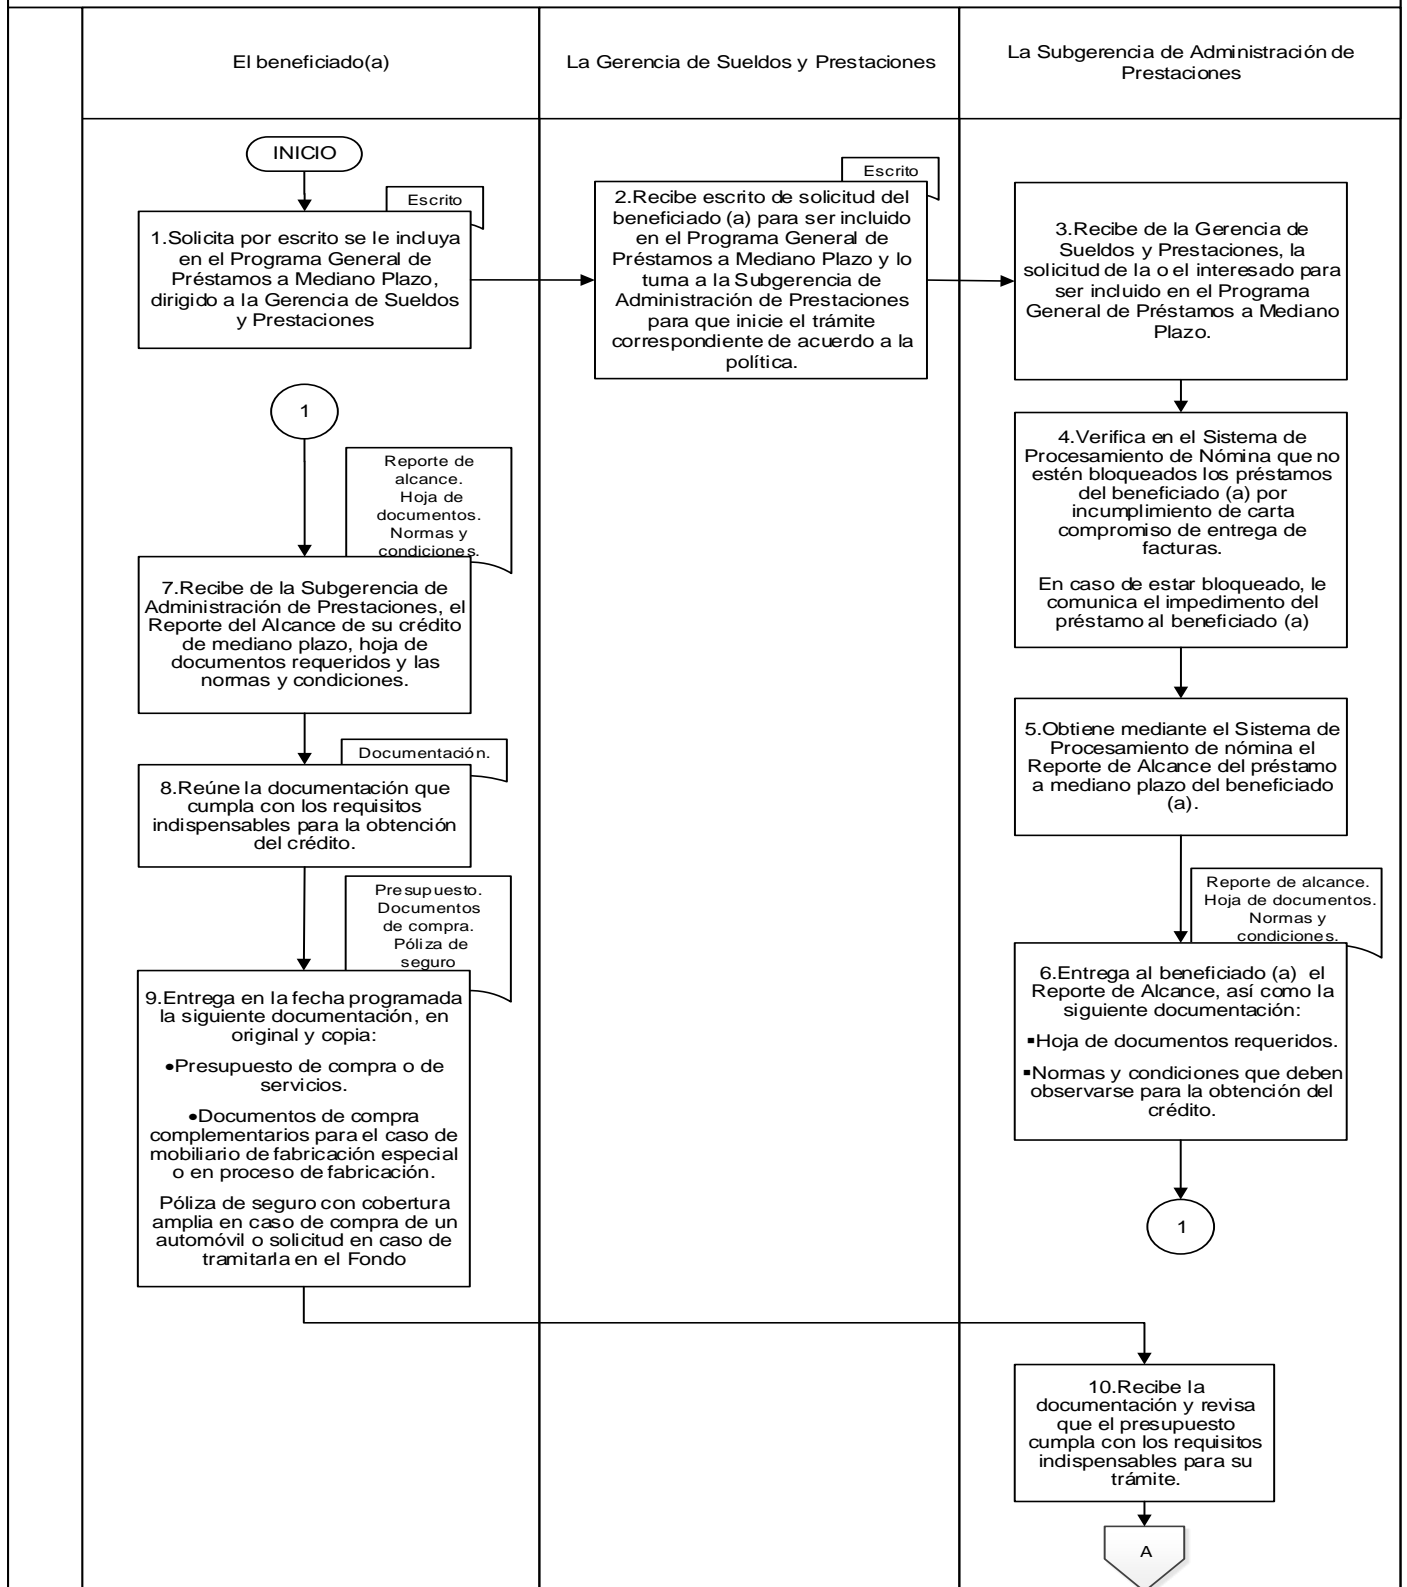 El beneficiado(a)
La Gerencia de Sueldos y Prestaciones
La Subgerencia de Administración de
Prestaciones
INICIO
Escrito
1.Solicita por escrito se le incluya
en el Programa General de
Préstamos a Mediano Plazo,
dirigido a la Gerencia de Sueldos
y Prestaciones
Escrito
2.Recibe escrito de solicitud del
beneficiado (a) para ser incluido
en el Programa General de
Préstamos a Mediano Plazo y lo
turna a la Subgerencia de
Administración de Prestaciones
para que inicie el trámite
correspondiente de acuerdo a la
política.
3.Recibe de la Gerencia de
Sueldos y Prestaciones, la
solicitud de la o el interesado para
ser incluido en el Programa
General de Préstamos a Mediano
Plazo.
4.Verifica en el Sistema de
Procesamiento de Nómina que no
estén bloqueados los préstamos
del beneficiado (a) por
incumplimiento de carta
compromiso de entrega de
facturas.
En caso de estar bloqueado, le
comunica el impedimento del
préstamo al beneficiado (a)
5.Obtiene mediante el Sistema de
Procesamiento de nómina el
Reporte de Alcance del préstamo
a mediano plazo del beneficiado
(a).
Reporte de alcance.
Hoja de documentos.
Normas y
condiciones.
6.Entrega al beneficiado (a) el
Reporte de Alcance, así como la
siguiente documentación:
▪Hoja de documentos requeridos.
▪Normas y condiciones que deben
observarse para la obtención del
crédito.
1
1
Reporte de
alcance.
Hoja de
documentos.
Normas y
condiciones.
7.Recibe de la Subgerencia de
Administración de Prestaciones, el
Reporte del Alcance de su crédito
de mediano plazo, hoja de
documentos requeridos y las
normas y condiciones.
Documentación.
8.Reúne la documentación que
cumpla con los requisitos
indispensables para la obtención
del crédito.
Presupuesto.
Documentos
de compra.
Póliza de
seguro
9.Entrega en la fecha programada
la siguiente documentación, en
original y copia:
•Presupuesto de compra o de
servicios.
•Documentos de compra
complementarios para el caso de
mobiliario de fabricación especial
o en proceso de fabricación.
Póliza de seguro con cobertura
amplia en caso de compra de un
automóvil o solicitud en caso de
tramitarla en el Fondo
10.Recibe la
documentación y revisa
que el presupuesto
cumpla con los requisitos
indispensables para su
trámite.
A